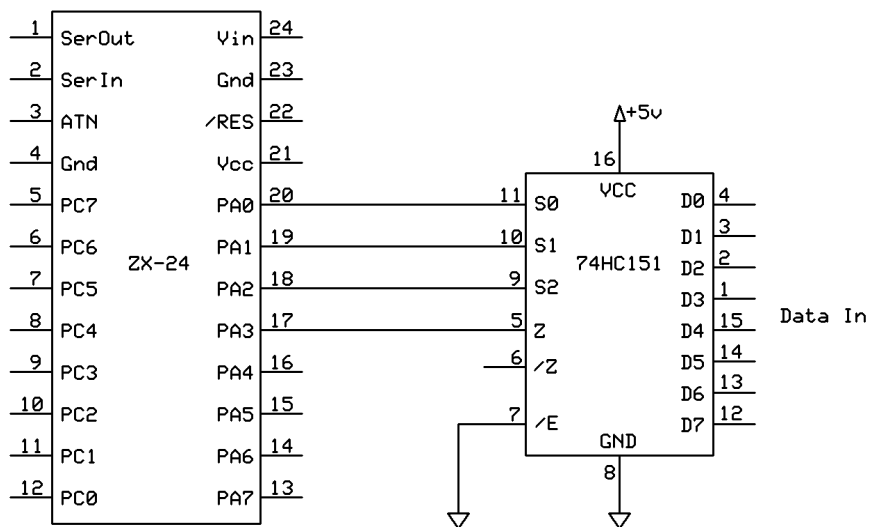 1 SerOut Vin 24
2 SerIn Gnd 23
3 ATN /RES 22
4 Gnd Vcc 21
5 PC7 PA0 20
6 PC6 PA1 19
7 PC5 PA2 18
8 PC4 PA3 17
9 PC3 PA4 16
10 PC2 PA5 15
11 PC1 PA6 14
12 PC0 PA7 13
ZX-24
+5v
16
VCC
11 S0 D0 4
10 S1 D1 3
9 S2 D2 2
5 Z D3 1
6 /Z D4 15
7 /E D5 14
D6 13
D7 12
74HC151
GND
8
Data In